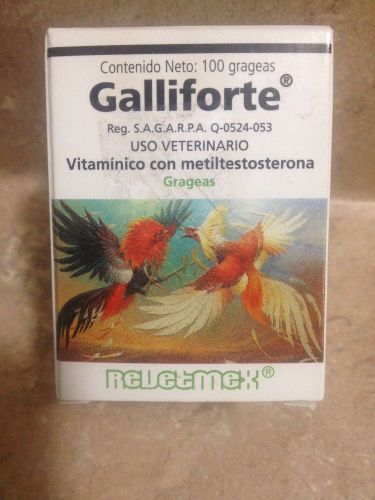 Contenido Neto: 100 grageas
Galliforte®
Reg. S.A.G.A.R.P.A. Q-0524-053
USO VETERINARIO
Vitamínico con metiltestosterona
Grageas
Revetmex®